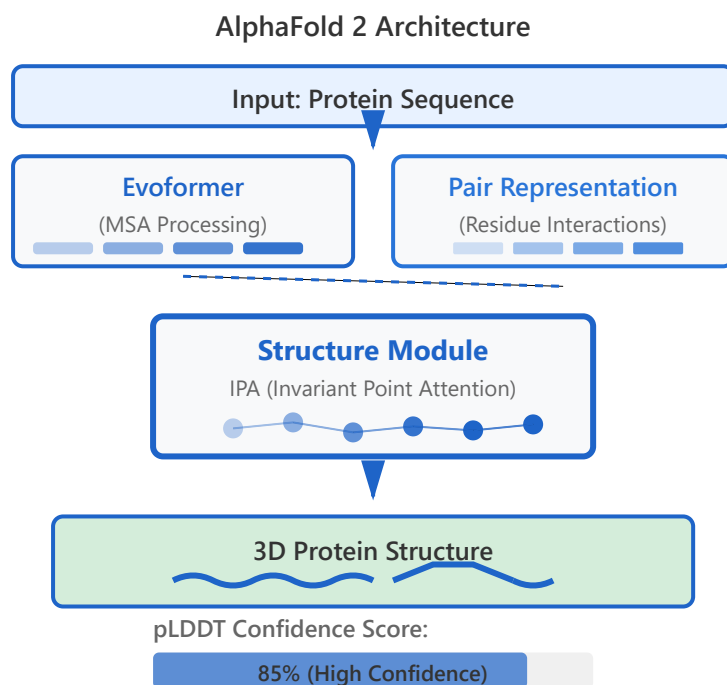 AlphaFold 2 Architecture
Input: Protein Sequence
Evoformer
(MSA Processing)
Pair Representation
(Residue Interactions)
Structure Module
IPA (Invariant Point Attention)
3D Protein Structure
pLDDT Confidence Score:
85% (High Confidence)